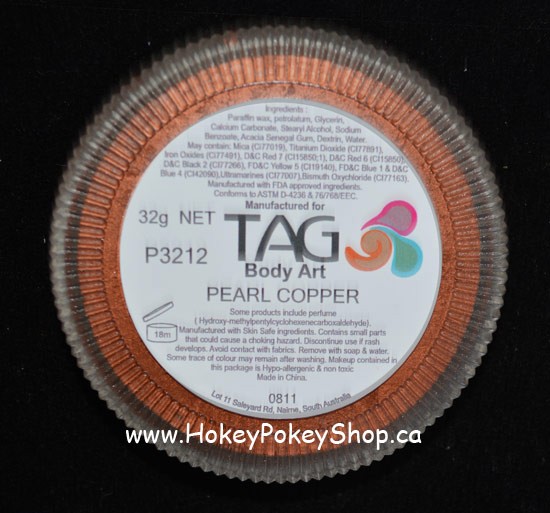 Ingredients :
Paraffin wax, petrolatum, Glycerin,
Calcium Carbonate, Stearyl Alcohol, Sodium
Benzoate, Acacia Senegal Gum, Dextrin, Water.
May contain: Mica (CI77019), Titanium Dioxide (CI77891),
Iron Oxides (CI77491), D&C Red 7 (CI15850;1), D&C Red 6 (CI15850),
D&C Black 2 (CI77266), FD&C Yellow 5 (CI19140), FD&C Blue 1 & D&C
Blue 4 (CI42090),Ultramarines (CI77007),Bismuth Oxychloride (CI77163).
Manufactured with FDA approved ingredients.
Conforms to ASTM D-4236 & 76/768/EEC.
Manufactured for
32g NET
TAG
P3212
Body Art
PEARL COPPER
Some products include perfume
( Hydroxy-methylpentylcyclohexenecarboxaldehyde).
18m
Manufactured with Skin Safe ingredients. Contains small parts
that could cause a choking hazard. Discontinue use if rash
develops. Avoid contact with fabrics. Remove with soap & water.
Some trace of colour may remain after washing. Makeup contained in
this package is Hypo-allergenic & non toxic
Made in China.
0811
Lot 11 Saleyard Rd, Nairne, South Australia
www.HokeyPokeyShop.ca